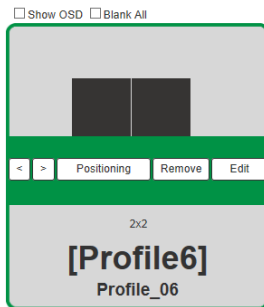 Show OSD Blank All
< > Positioning Remove Edit
2x2
[Profile6]
Profile_06